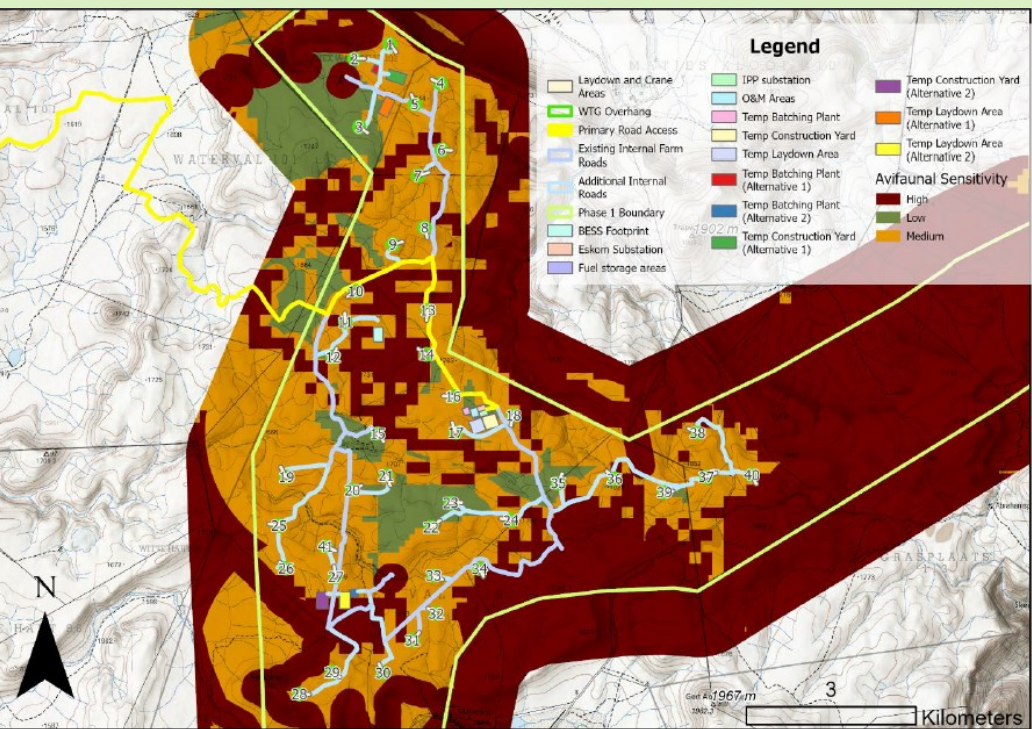 Legend
Laydown and Crane
Areas
WTG Overhang
Primary Road Access
Existing Internal Farm
Roads
Additional Internal
Roads
Phase 1 Boundary
BESS Footprint
Eskom Substation
Fuel storage areas
IPP substation
O&M Areas
Temp Batching Plant
Temp Construction Yard
Temp Laydown Area
Temp Batching Plant
(Alternative 1)
Temp Batching Plant
(Alternative 2)
Temp Construction Yard
(Alternative 1)
Temp Construction Yard
(Alternative 2)
Temp Laydown Area
(Alternative 1)
Temp Laydown Area
(Alternative 2)
Avifaunal Sensitivity
High
Low
Medium
1902 m
1
2
4
5
3
6
7
8
9
10
13
11
12
14
16
18
17
15
38
19
21
20
35
36
37
40
39
23
24
22
25
41
26
27
33
34
32
31
30
29
28
WATERVAL
GRASPLAATS
N
1967 m
3
Kilometers